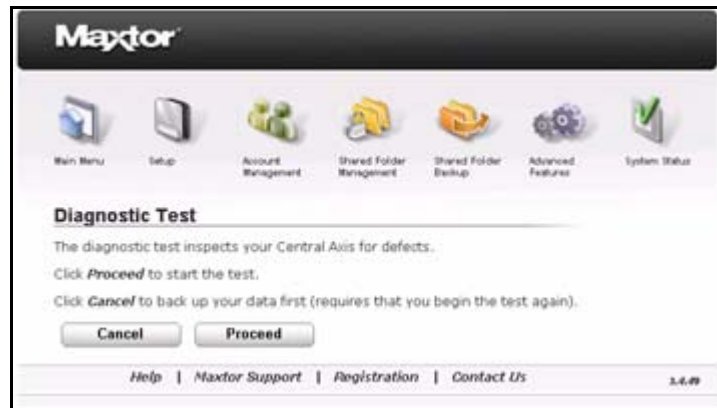 Maxtor
Main Menu Setup Account Management Shared Folder Management Shared Folder Backup Advanced Features System Status
Diagnostic Test
The diagnostic test inspects your Central Axis for defects.
Click Proceed to start the test.
Click Cancel to back up your data first (requires that you begin the test again).
Cancel Proceed
Help | Maxtor Support | Registration | Contact Us